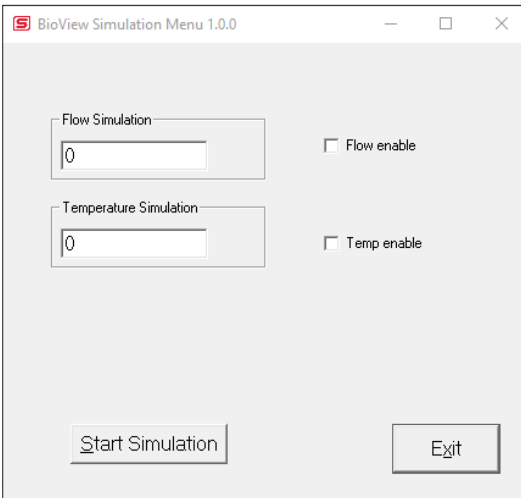 BioView Simulation Menu 1.0.0
Flow Simulation
0
Flow enable
Temperature Simulation
0
Temp enable
Start Simulation
Exit